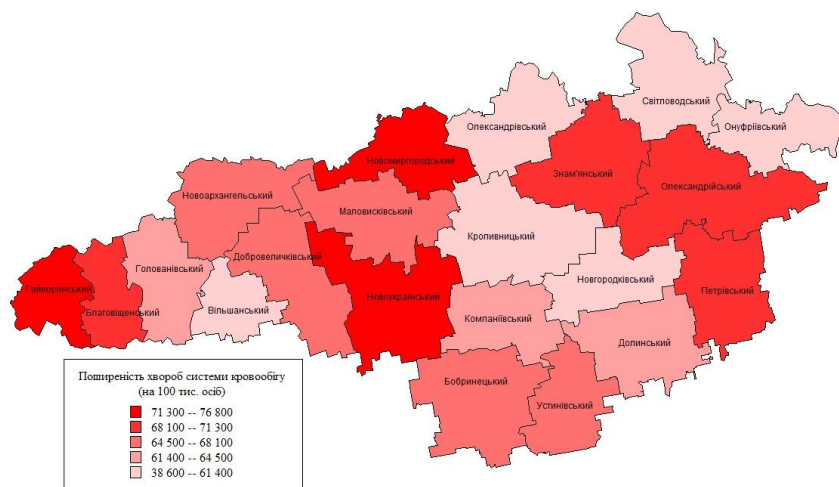 Світловодський
Онуфріївський
Олександрівський
Новомиргородський
Знам'янський
Олександрійський
Новоархангельський
Маловисківський
Кропивницький
Добровеличківський
Голованівський
Новгородківський
Гайворонський
Петрівський
Новоукраїнський
Благовіщенський
Вільшанський
Компаніївський
Долинський
Бобринецький
Устинівський
Поширеність хвороб системи кровообігу
(на 100 тис. осіб)
71 300 -- 76 800
68 100 -- 71 300
64 500 -- 68 100
61 400 -- 64 500
38 600 -- 61 400